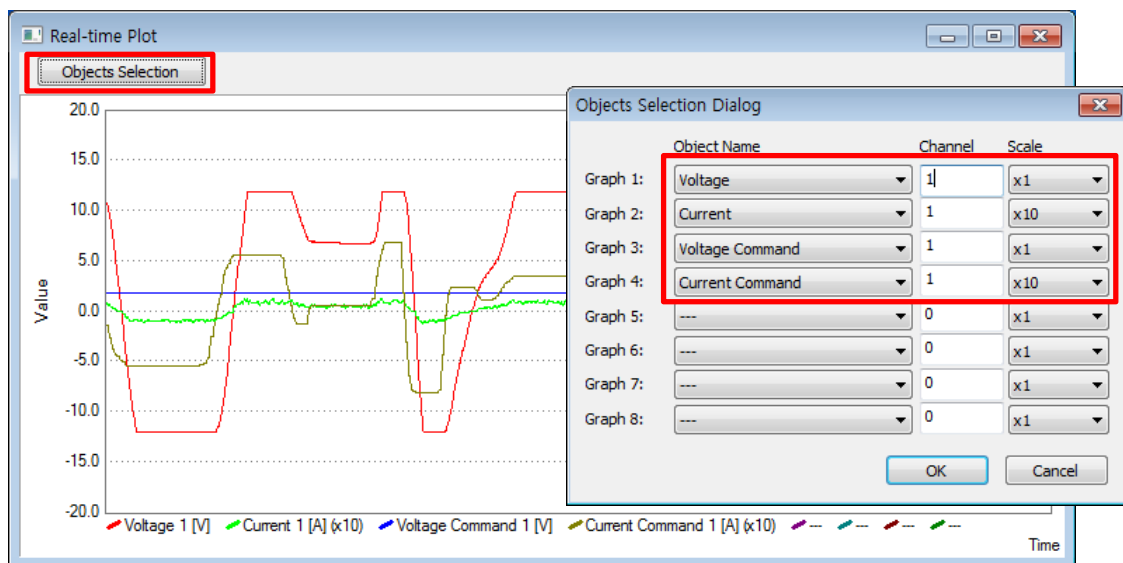 Real-time Plot
Objects Selection
20.0
15.0
10.0
5.0
0.0
-5.0
-10.0
-15.0
-20.0
Value
Voltage 1 [V] Current 1 [A] (x10) Voltage Command 1 [V] Current Command 1 [A] (x10) --- --- --- ---
Time
Objects Selection Dialog
Object Name Channel Scale
Graph 1: Voltage 1 x1
Graph 2: Current 1 x10
Graph 3: Voltage Command 1 x1
Graph 4: Current Command 1 x10
Graph 5: --- 0 x1
Graph 6: --- 0 x1
Graph 7: --- 0 x1
Graph 8: --- 0 x1
OK Cancel